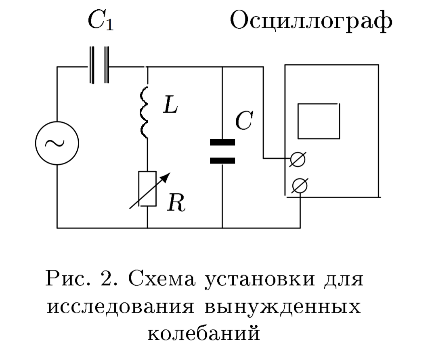 C₁ Осциллограф
L
C
R
~
Рис. 2. Схема установки для
исследования вынужденных
колебаний